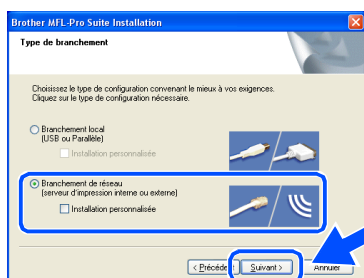 Brother MFL-Pro Suite Installation
Type de branchement
Choisissez le type de configuration convenant le mieux à vos exigences.
Cliquez sur le type de configuration nécessaire.
Branchement local
(USB ou Parallèle)
Installation personnalisée
Branchement de réseau
(serveur d'impression interne ou externe)
Installation personnalisée
< Précédent Suivant > Annuler